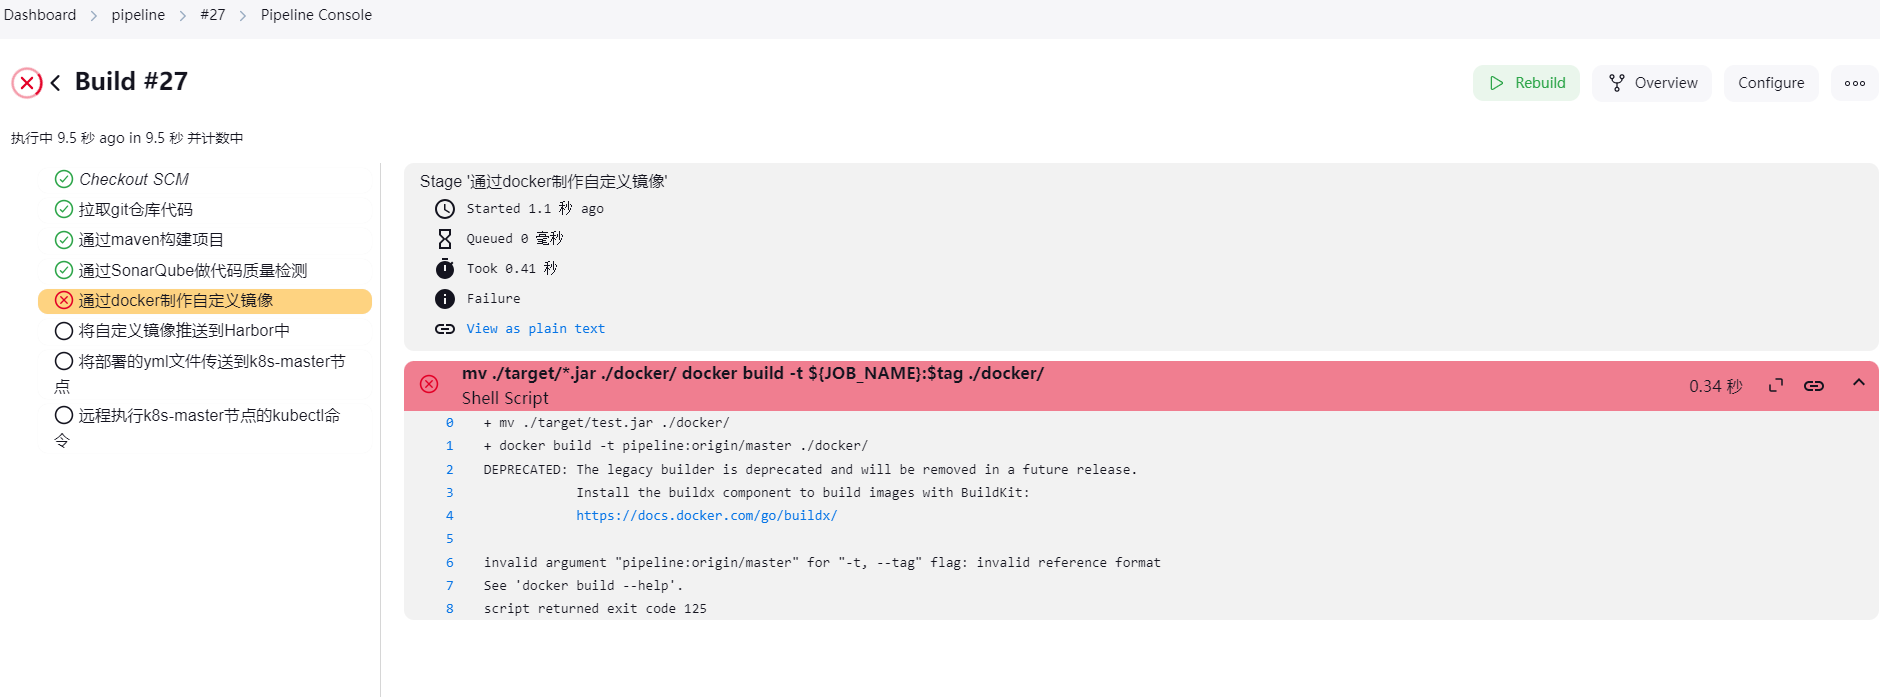 Dashboard > pipeline > #27 > Pipeline Console
Build #27
Rebuild
Overview
Configure
执行中 9.5 秒 ago in 9.5 秒 并计数中
Checkout SCM
拉取git仓库代码
通过maven构建项目
通过SonarQube做代码质量检测
通过docker制作自定义镜像
将自定义镜像推送到Harbor中
将部署的yml文件传送到k8s-master节
点
远程执行k8s-master节点的kubectl命
令
Stage '通过docker制作自定义镜像'
Started 1.1 秒 ago
Queued 0 毫秒
Took 0.41 秒
Failure
View as plain text
mv ./target/*.jar ./docker/ docker build -t ${JOB_NAME}:$tag ./docker/
Shell Script
0.34 秒
0 + mv ./target/test.jar ./docker/
1 + docker build -t pipeline:origin/master ./docker/
2 DEPRECATED: The legacy builder is deprecated and will be removed in a future release.
3 Install the buildx component to build images with BuildKit:
4 https://docs.docker.com/go/buildx/
5
6 invalid argument "pipeline:origin/master" for "-t, --tag" flag: invalid reference format
7 See 'docker build --help'.
8 script returned exit code 125